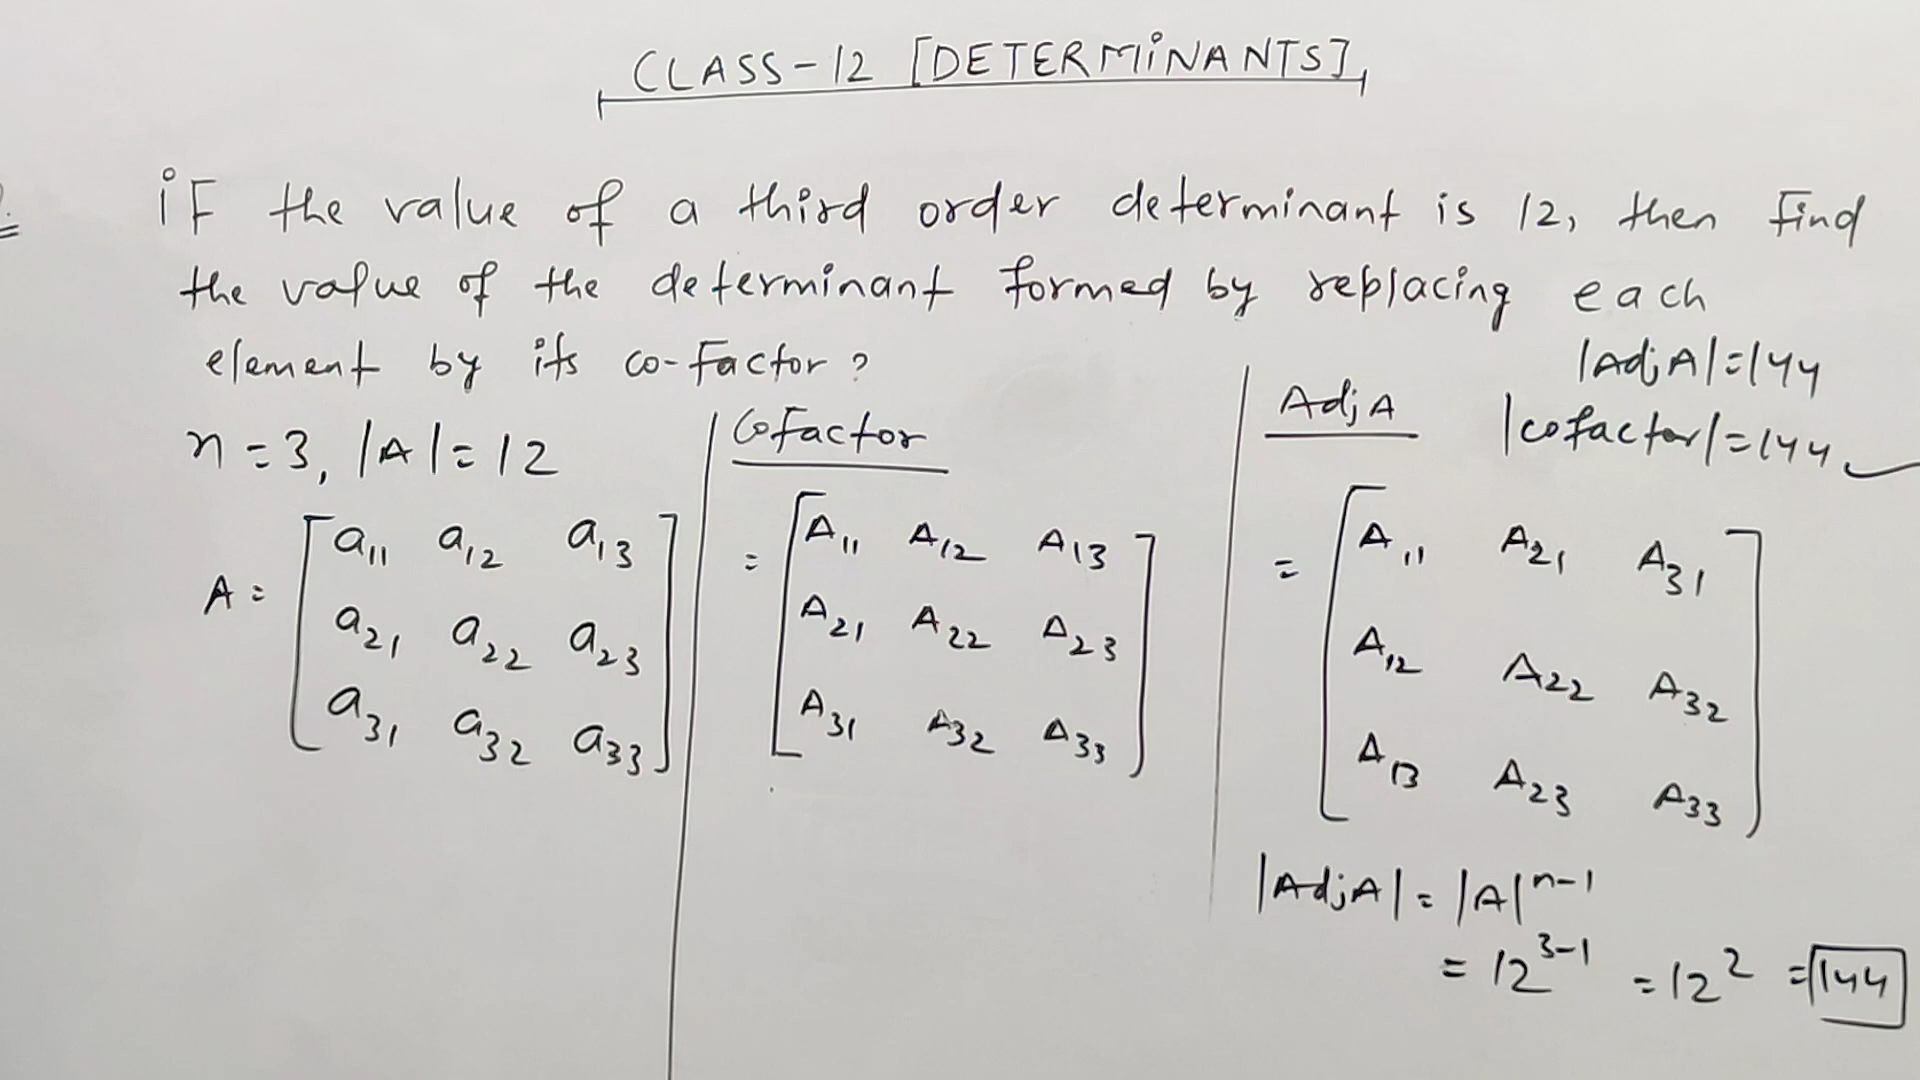 CLASS-12 [DETERMINANTS]
iF the value of a third order determinant is 12, then find
the value of the determinant formed by replacing each
element by its co-factor?
|AdjA|=144
|cofactor|=144
n=3, |A|=12
A= [a11 a12 a13
a21 a22 a23
a31 a32 a33]
Cofactor
= [A11 A12 A13
A21 A22 A23
A31 A32 A33]
AdjA
= [A11 A21 A31
A12 A22 A32
A13 A23 A33]
|AdjA| = |A|^n-1
= 12^3-1 = 12^2 = 144